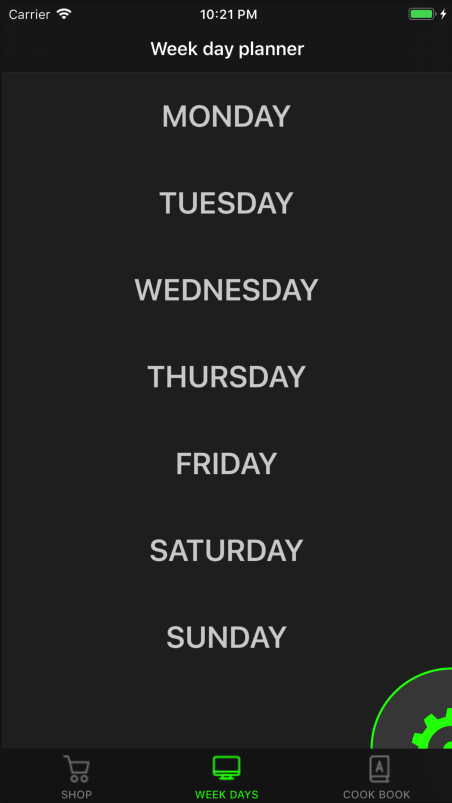 Carrier 10:21 PM
Week day planner
MONDAY
TUESDAY
WEDNESDAY
THURSDAY
FRIDAY
SATURDAY
SUNDAY
A
SHOP WEEK DAYS COOK BOOK